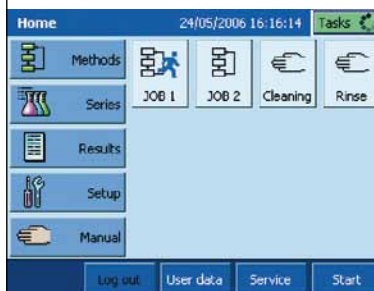 Home 24/05/2006 16:16:14 Tasks
Methods
Series
Results
Setup
Manual
JOB 1 JOB 2 Cleaning Rinse
Log out User data Service Start